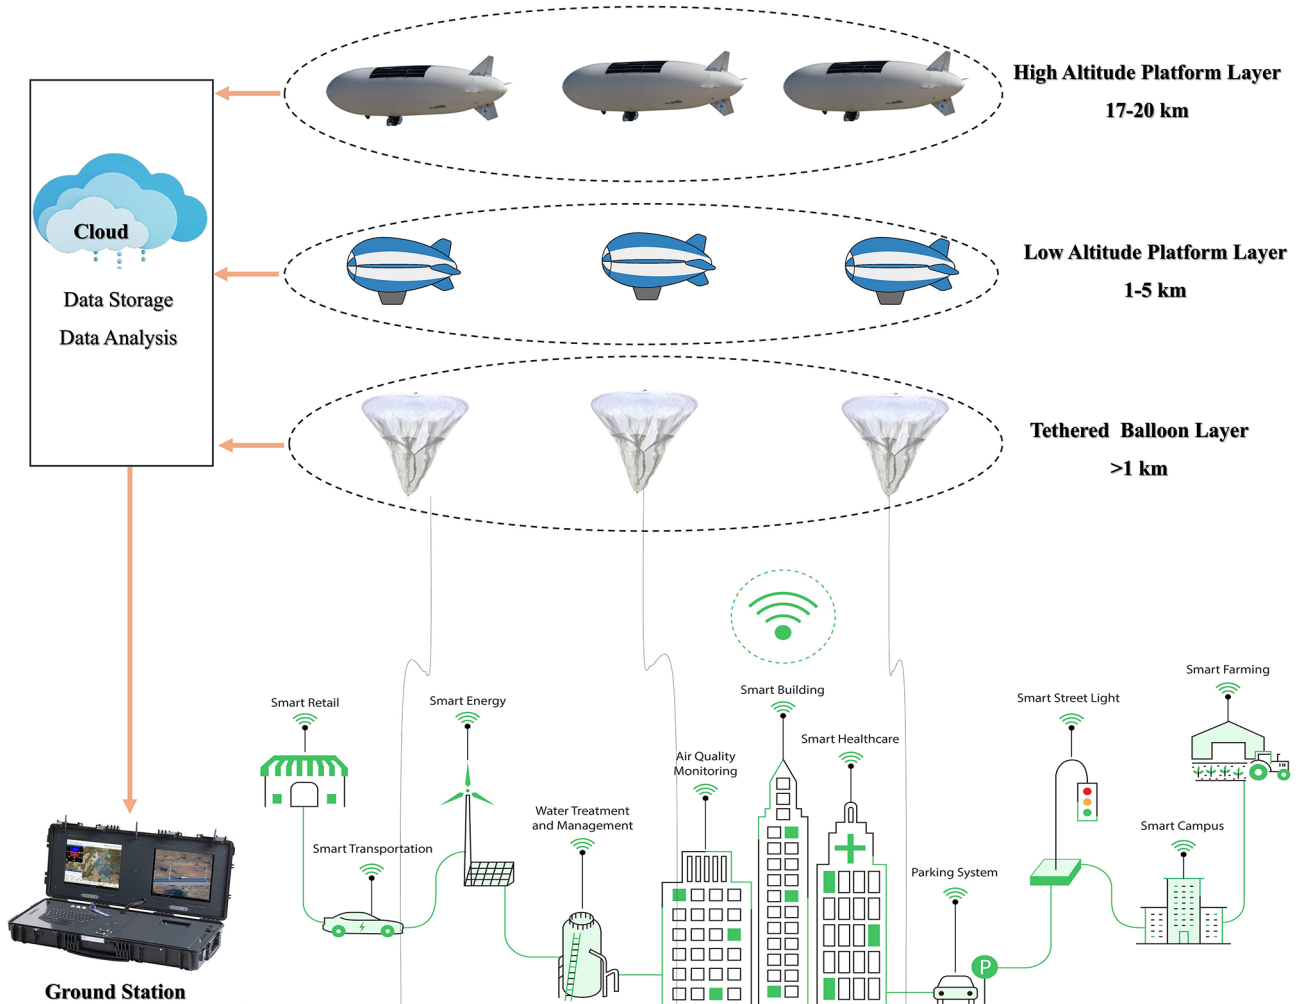 High Altitude Platform Layer
17-20 km
Cloud
Data Storage
Data Analysis
Low Altitude Platform Layer
1-5 km
Tethered Balloon Layer
>1 km
Smart Retail
Smart Energy
Smart Transportation
Water Treatment
and Management
Air Quality
Monitoring
Smart Building
Smart Healthcare
Parking System
P
Smart Street Light
Smart Campus
Smart Farming
Ground Station